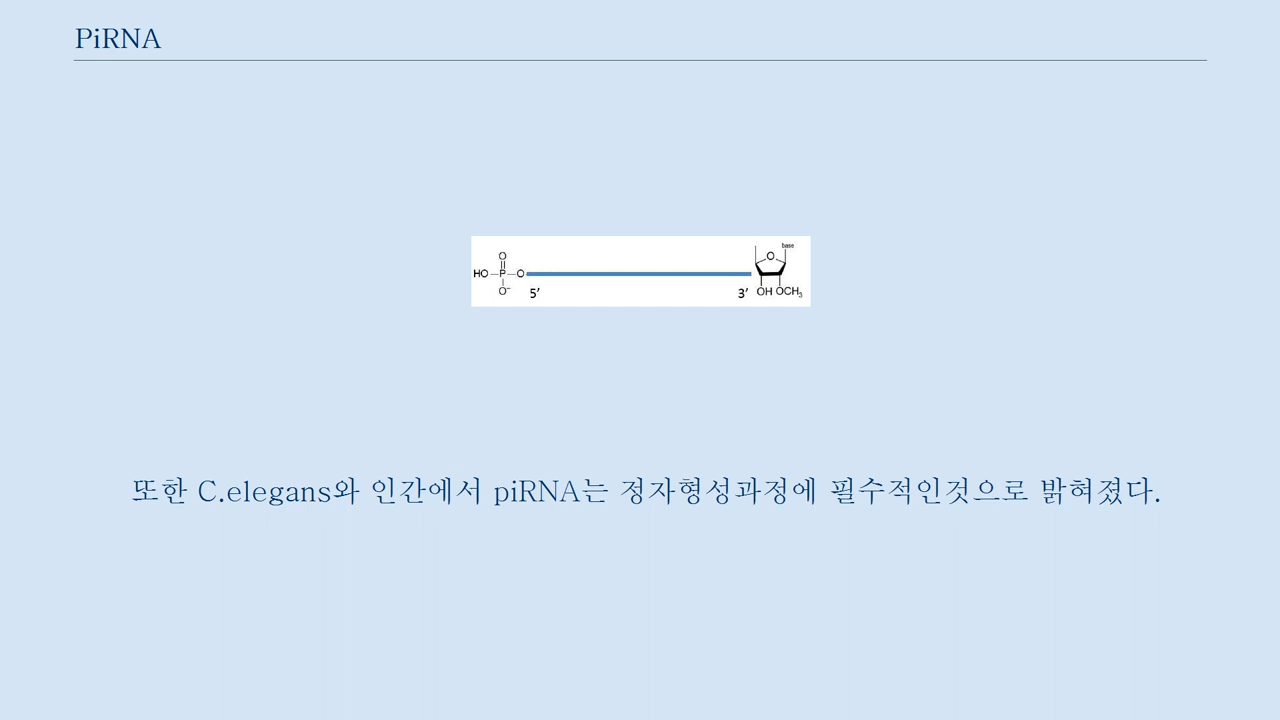 PiRNA
base
O
O
HO P O
O⁻
5′ 3′ OH OCH₃
또한 C.elegans와 인간에서 piRNA는 정자형성과정에 필수적인것으로 밝혀졌다.